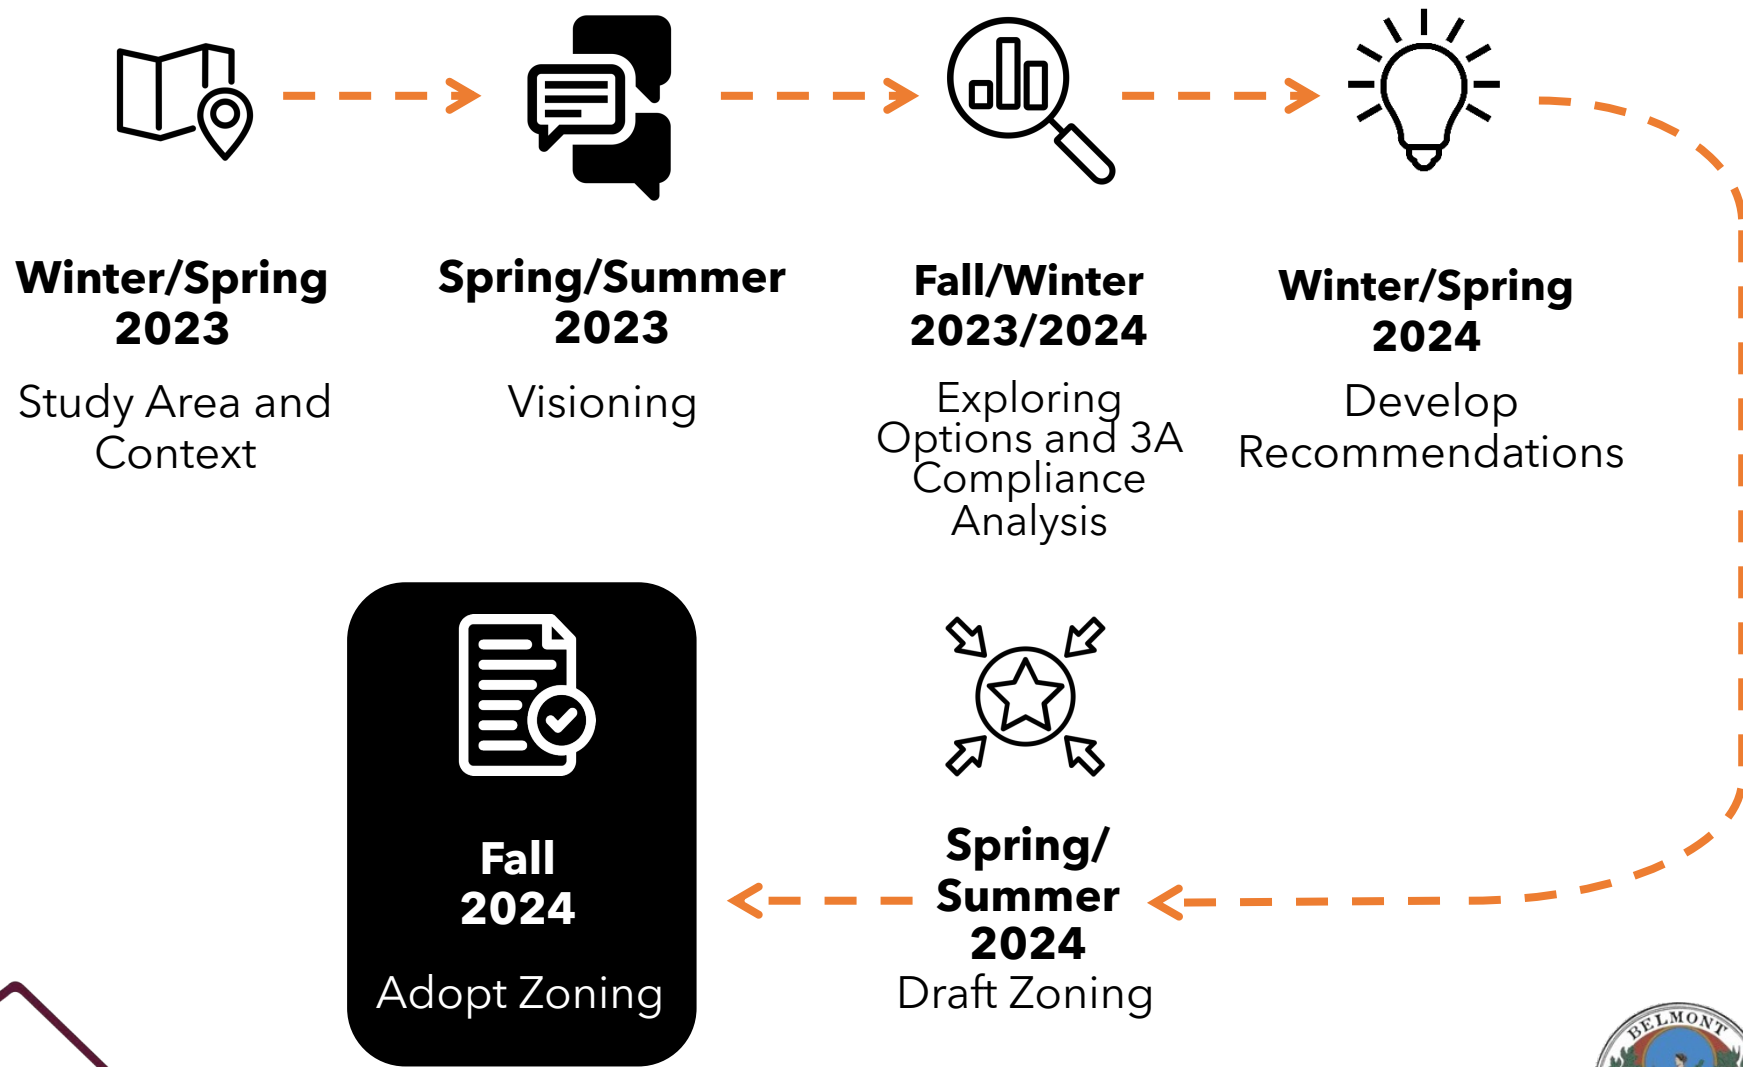 Winter/Spring
2023
Study Area and
Context
Spring/Summer
2023
Visioning
Fall/Winter
2023/2024
Exploring
Options and 3A
Compliance
Analysis
Winter/Spring
2024
Develop
Recommendations
Spring/
Summer
2024
Draft Zoning
Fall
2024
Adopt Zoning
BELMONT